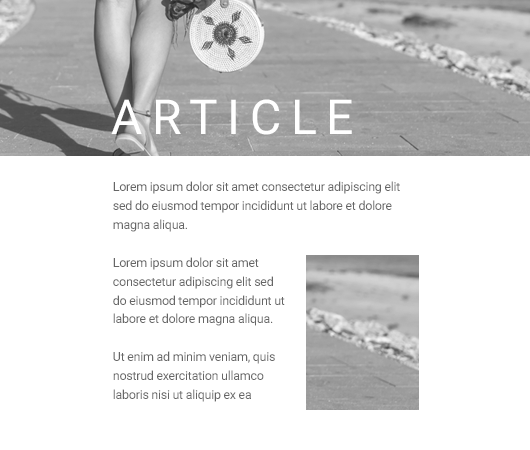 ARTICLE
Lorem ipsum dolor sit amet consectetur adipiscing elit
sed do eiusmod tempor incididunt ut labore et dolore
magna aliqua.
Lorem ipsum dolor sit amet
consectetur adipiscing elit sed
do eiusmod tempor incididunt ut
labore et dolore magna aliqua.
Ut enim ad minim veniam, quis
nostrud exercitation ullamco
laboris nisi ut aliquip ex ea